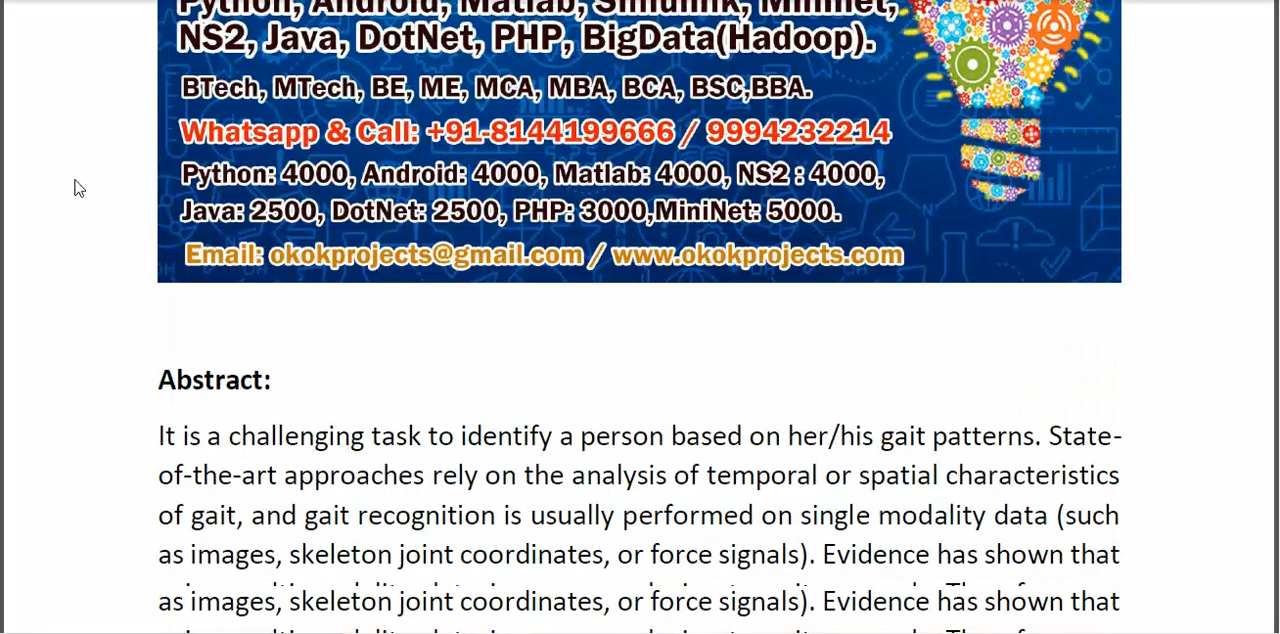 Python, Android, Matlab, Simulink, Mininet,
NS2, Java, DotNet, PHP, BigData(Hadoop).
BTech, MTech, BE, ME, MCA, MBA, BCA, BSC,BBA.
Whatsapp & Call: +91-8144199666 / 9994232214
Python: 4000, Android: 4000, Matlab: 4000, NS2 : 4000,
Java: 2500, DotNet: 2500, PHP: 3000,MiniNet: 5000.
Email: okokprojects@gmail.com / www.okokprojects.com
Abstract:
It is a challenging task to identify a person based on her/his gait patterns. State-
of-the-art approaches rely on the analysis of temporal or spatial characteristics
of gait, and gait recognition is usually performed on single modality data (such
as images, skeleton joint coordinates, or force signals). Evidence has shown that
as images, skeleton joint coordinates, or force signals). Evidence has shown that